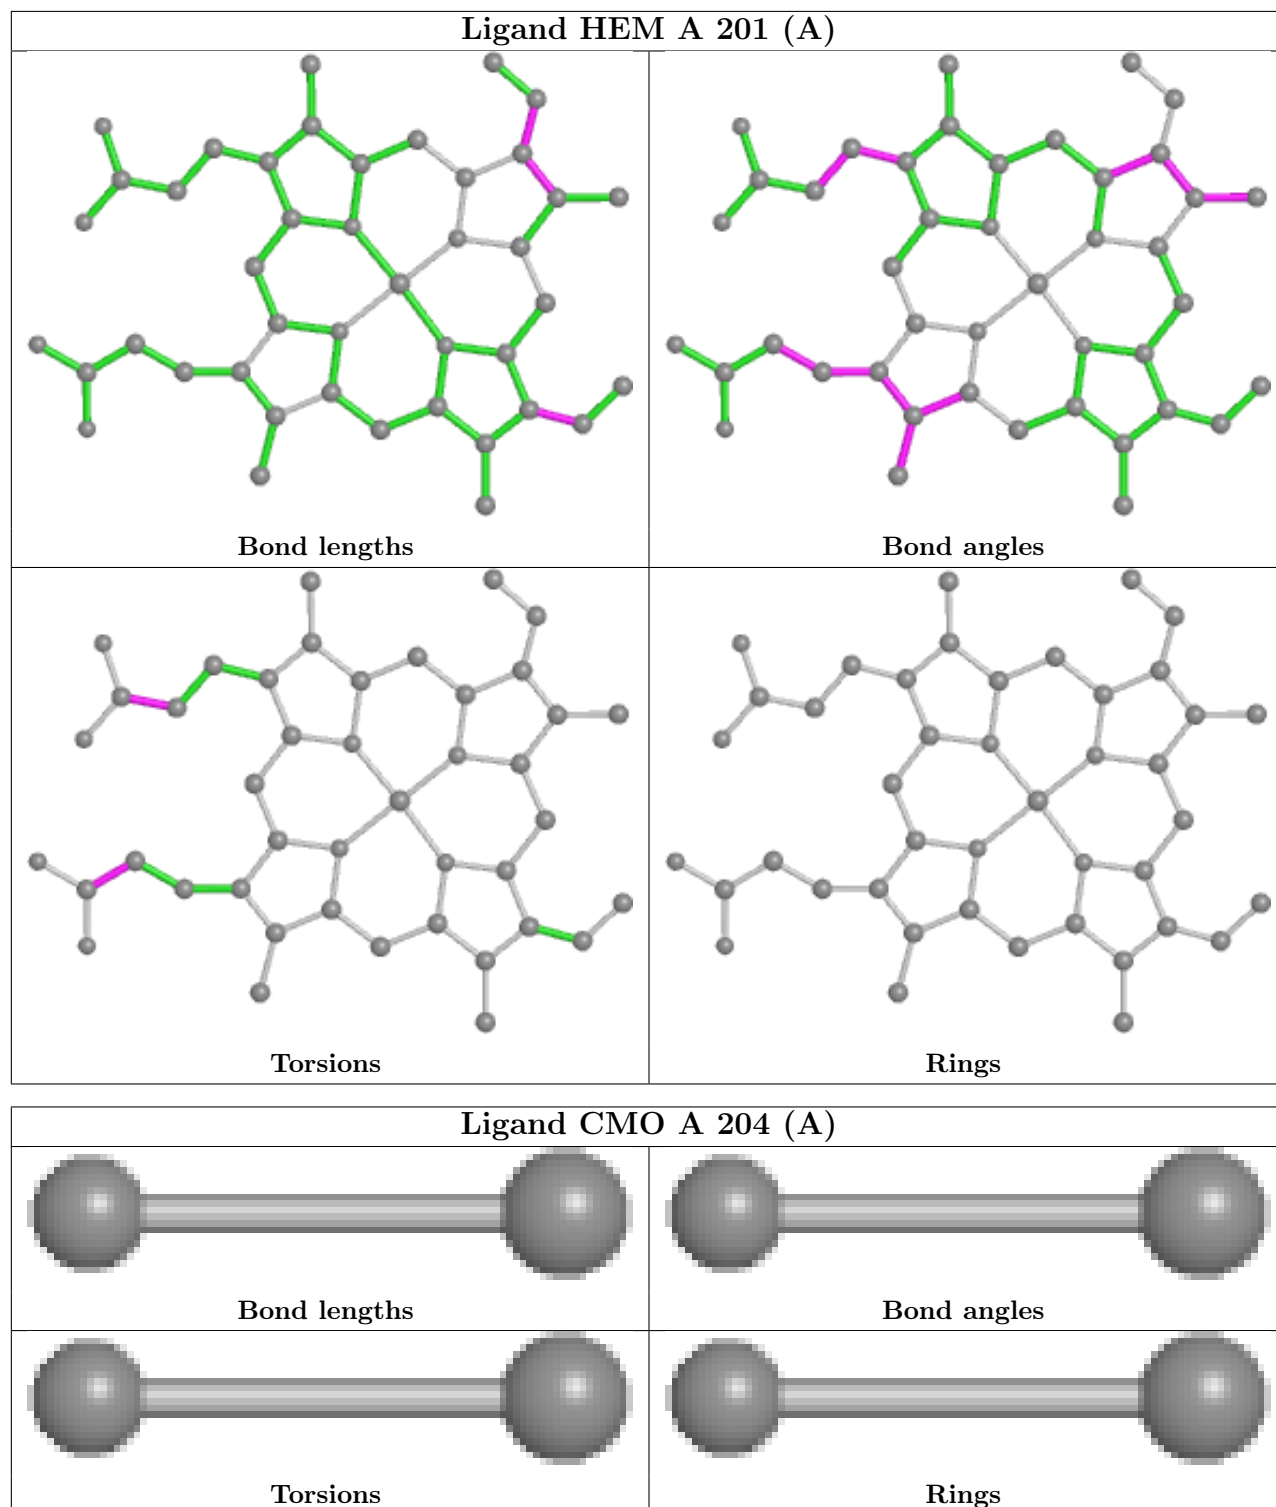 Ligand HEM A 201 (A)
Bond lengths
Bond angles
Torsions
Rings
Ligand CMO A 204 (A)
Bond lengths
Bond angles
Torsions
Rings